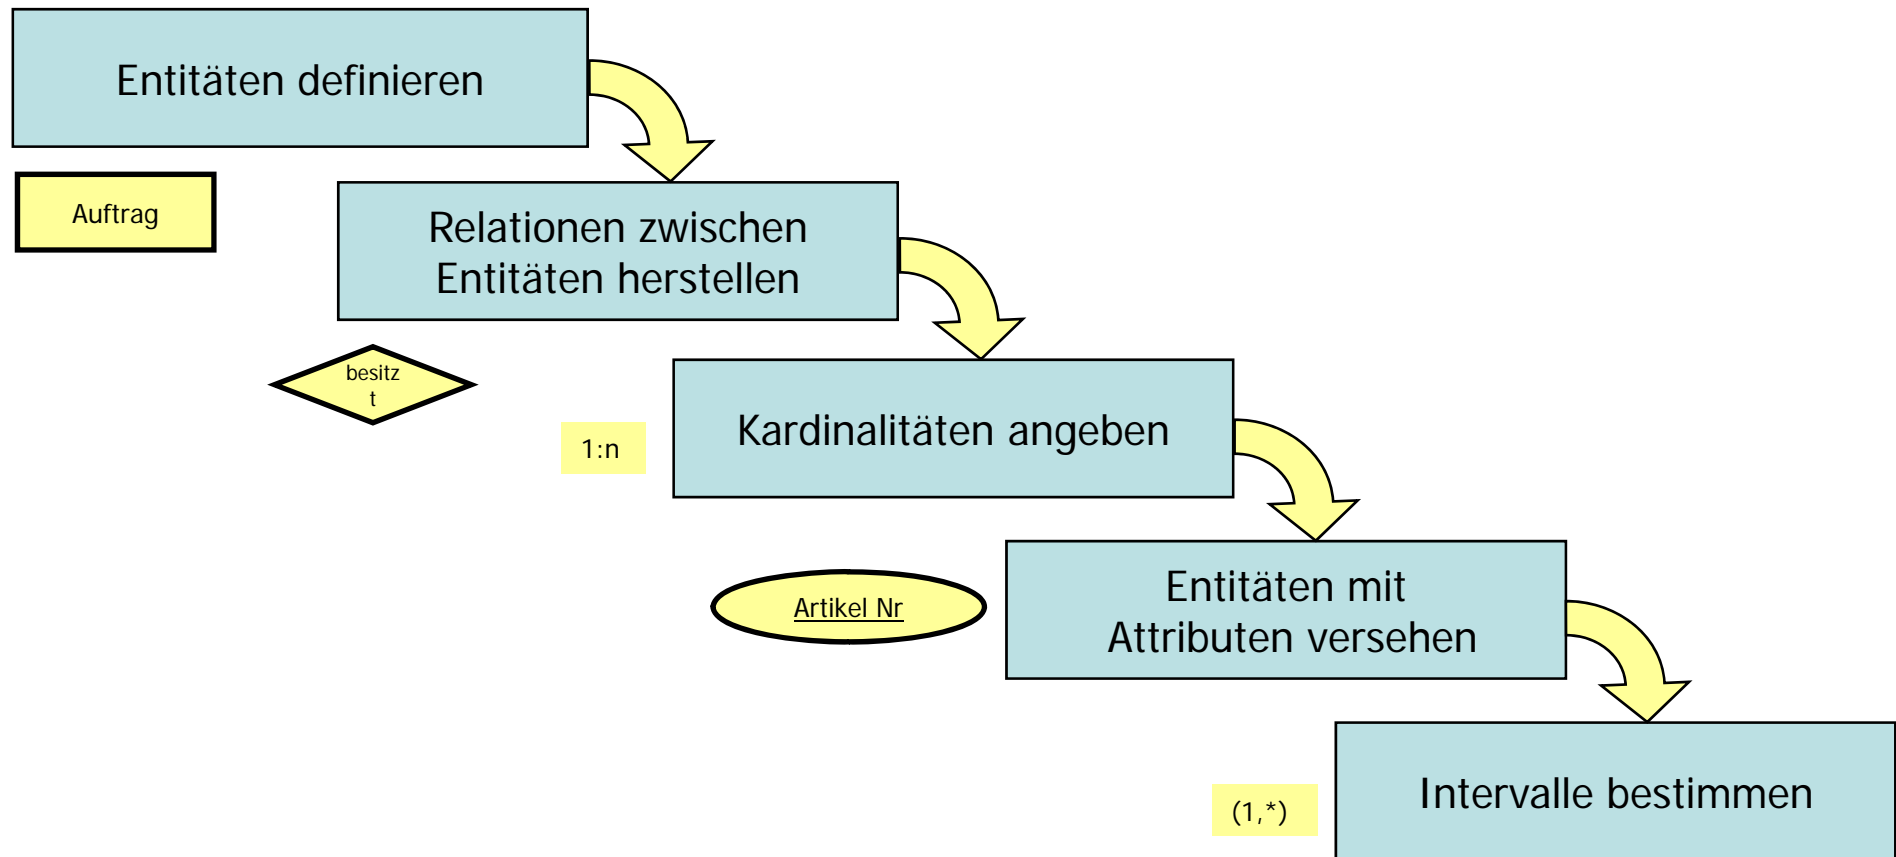 Entitäten definieren
Auftrag
Relationen zwischen
Entitäten herstellen
besitz
t
Kardinalitäten angeben
1:n
Entitäten mit
Attributen versehen
Artikel Nr
Intervalle bestimmen
(1,*)